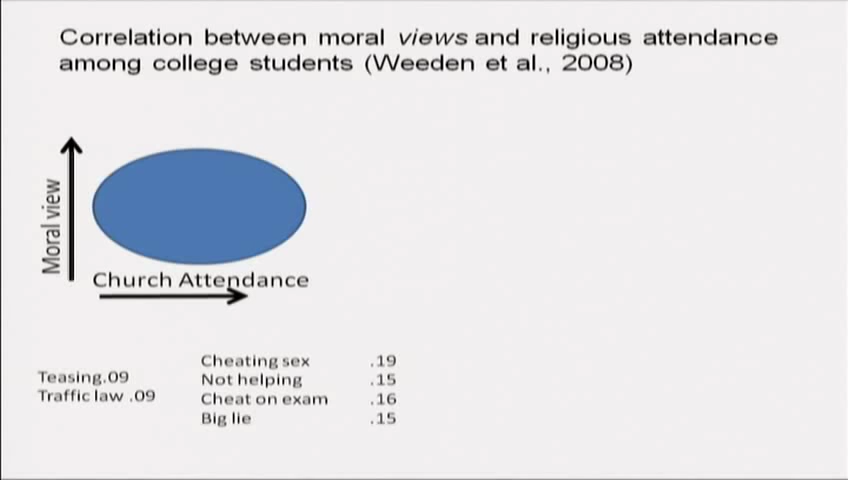 Correlation between moral views and religious attendance
among college students (Weeden et al., 2008)
Moral view
Church Attendance
Teasing.09
Traffic law .09
Cheating sex .19
Not helping .15
Cheat on exam .16
Big lie .15